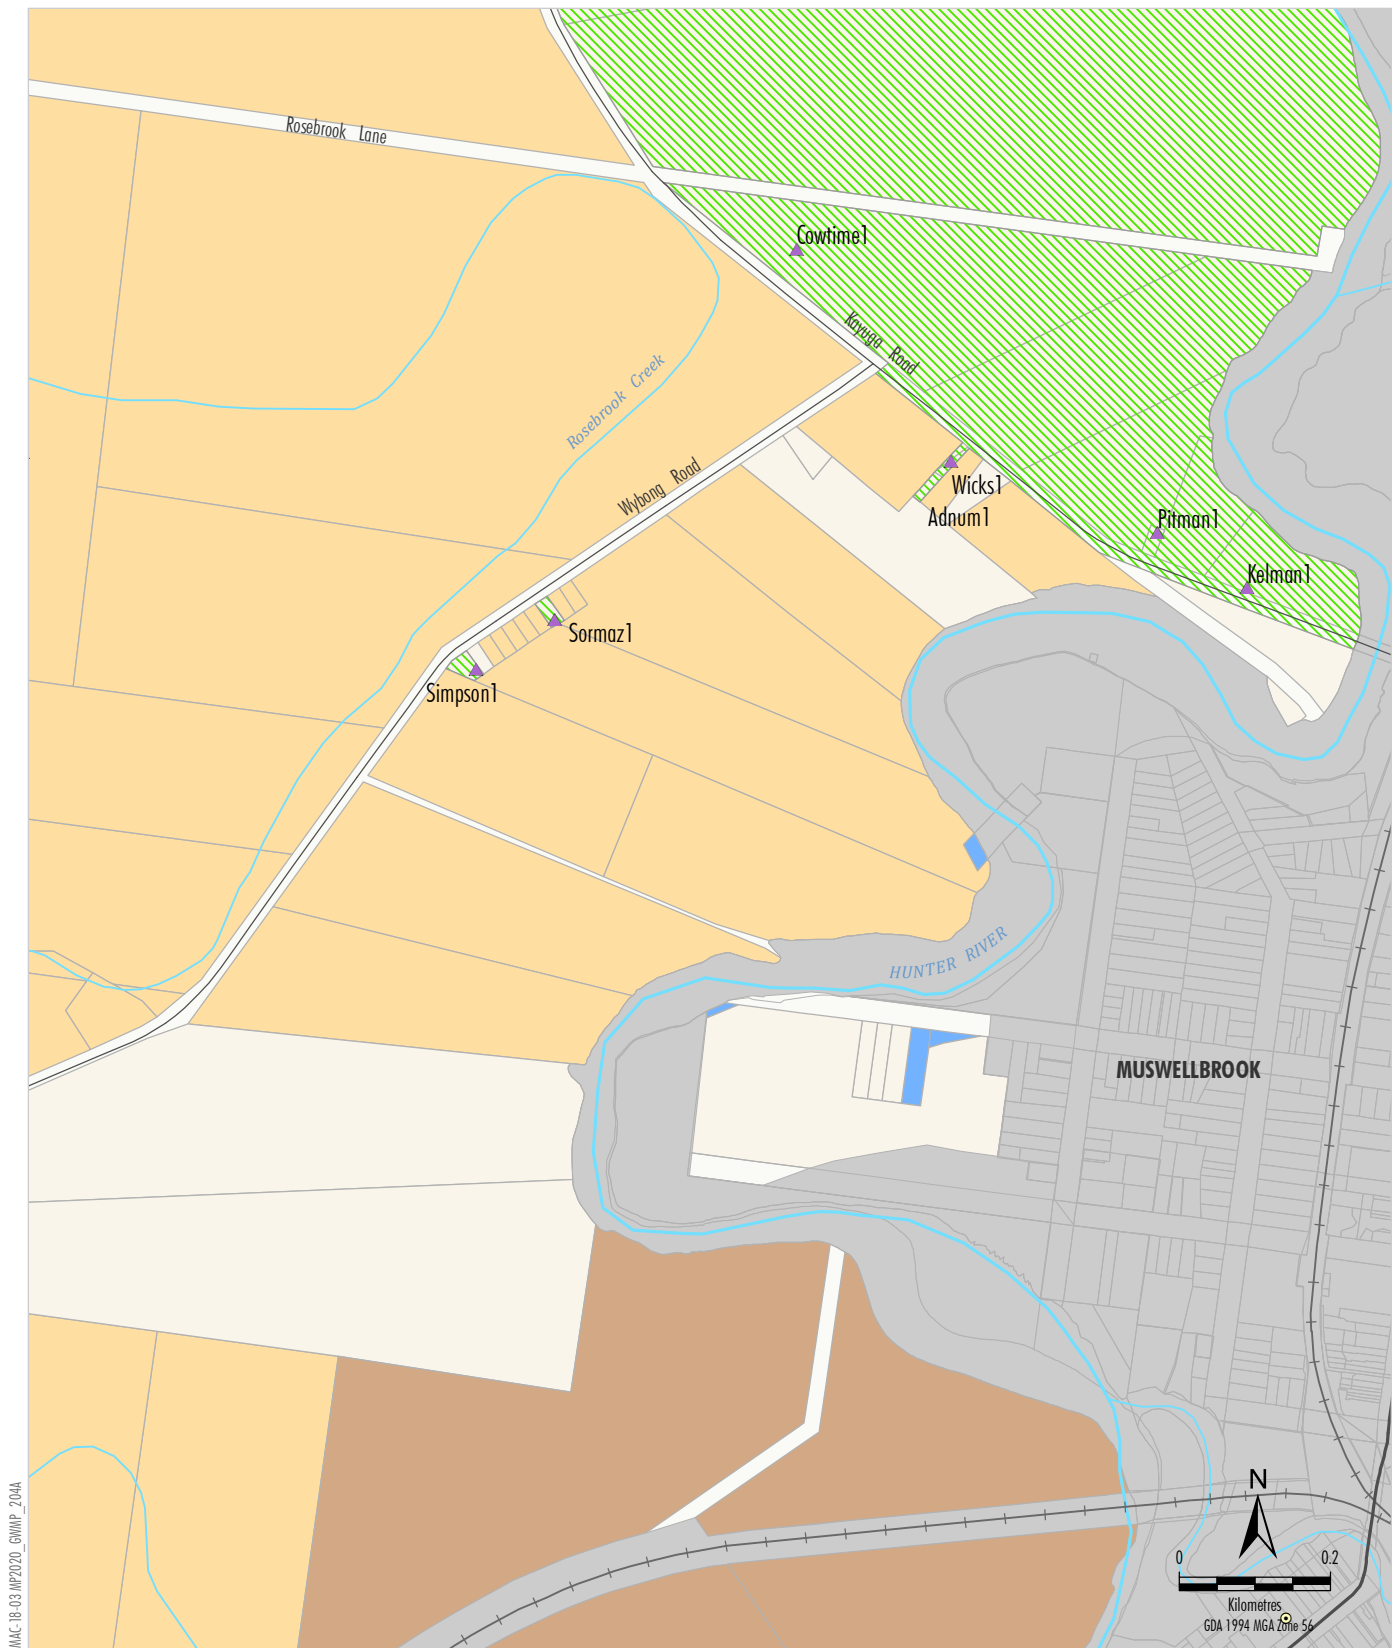 Rosebrook Lane
Cowtime1
Kayuga Road
Rosebrook Creek
Wybong Road
Wicks1
Adnum1
Pitman1
Kelman1
Sormaz1
Simpson1
HUNTER RIVER
MUSWELLBROOK
N
0 0.2
Kilometres
GDA 1994 MGA Zone 56
MAC-18-03 MP2020_GWMP_204A